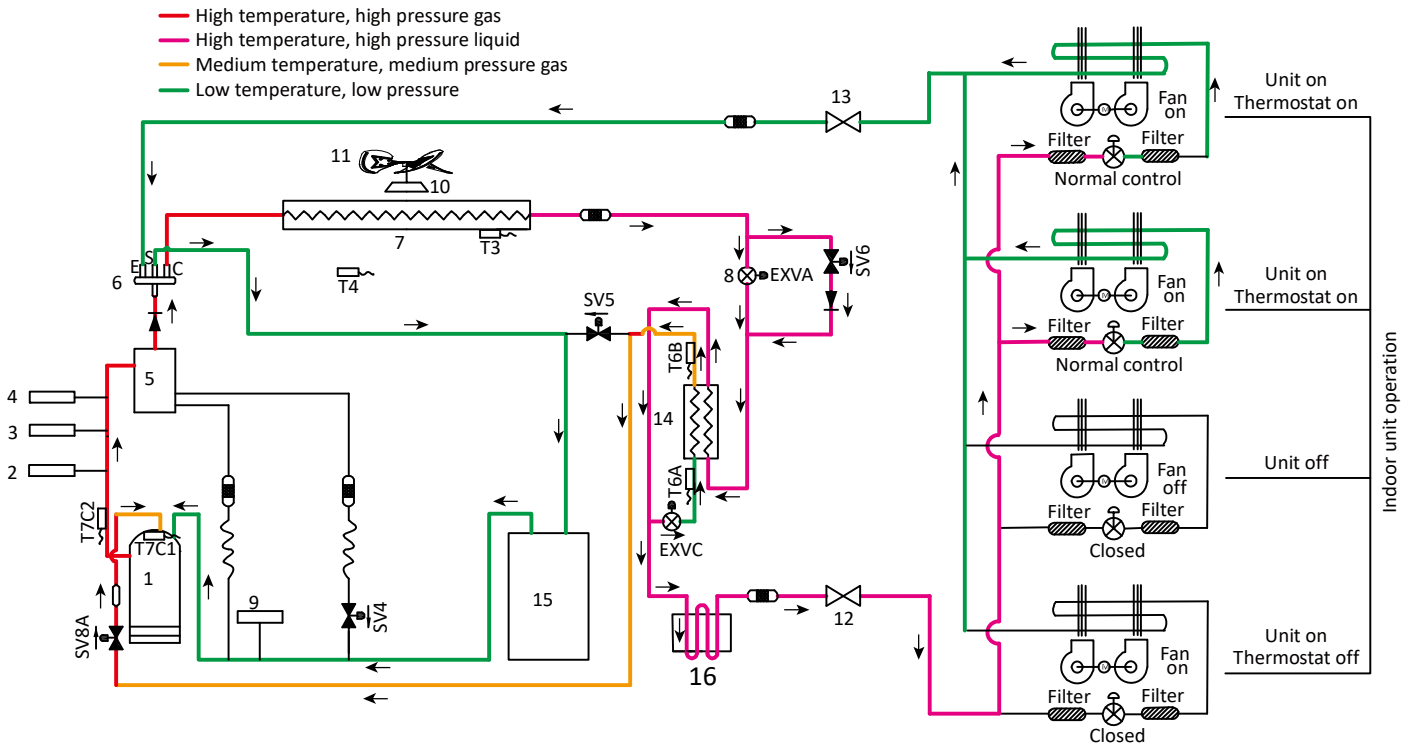 High temperature, high pressure gas
High temperature, high pressure liquid
Medium temperature, medium pressure gas
Low temperature, low pressure
13
11
10
7
T3
T4
E S C
6
8
EXVA
SV6
SV5
T6B
14
T6A
EXVC
5
4
3
2
T7C2
T7C1
1
SV8A
9
SV4
15
16
12
M
Fan
on
Filter
Filter
Normal control
Unit on
Thermostat on
M
Fan
on
Filter
Filter
Normal control
Unit on
Thermostat on
M
Fan
off
Filter
Filter
Closed
Unit off
M
Fan
on
Filter
Filter
Closed
Unit on
Thermostat off
Indoor unit operation